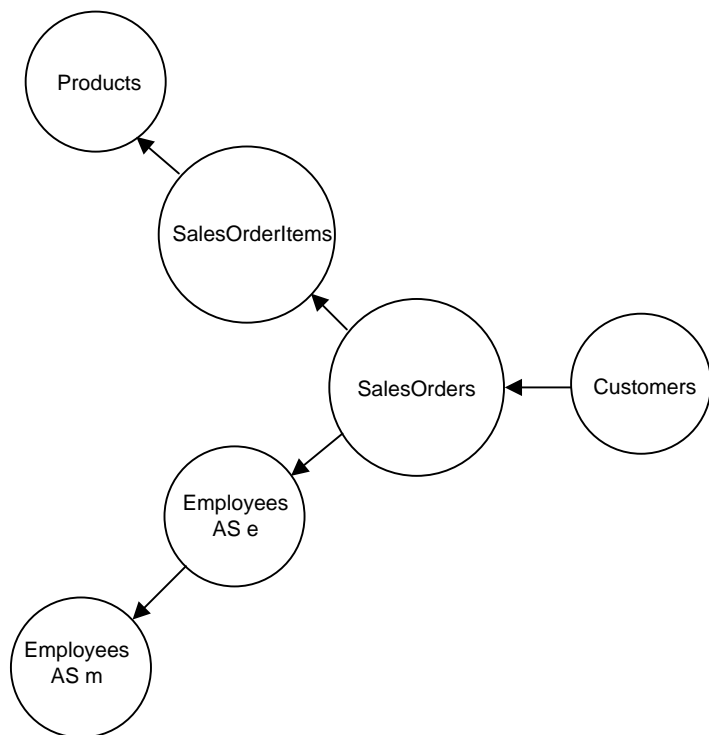 Products
SalesOrderItems
SalesOrders
Customers
Employees
AS e
Employees
AS m